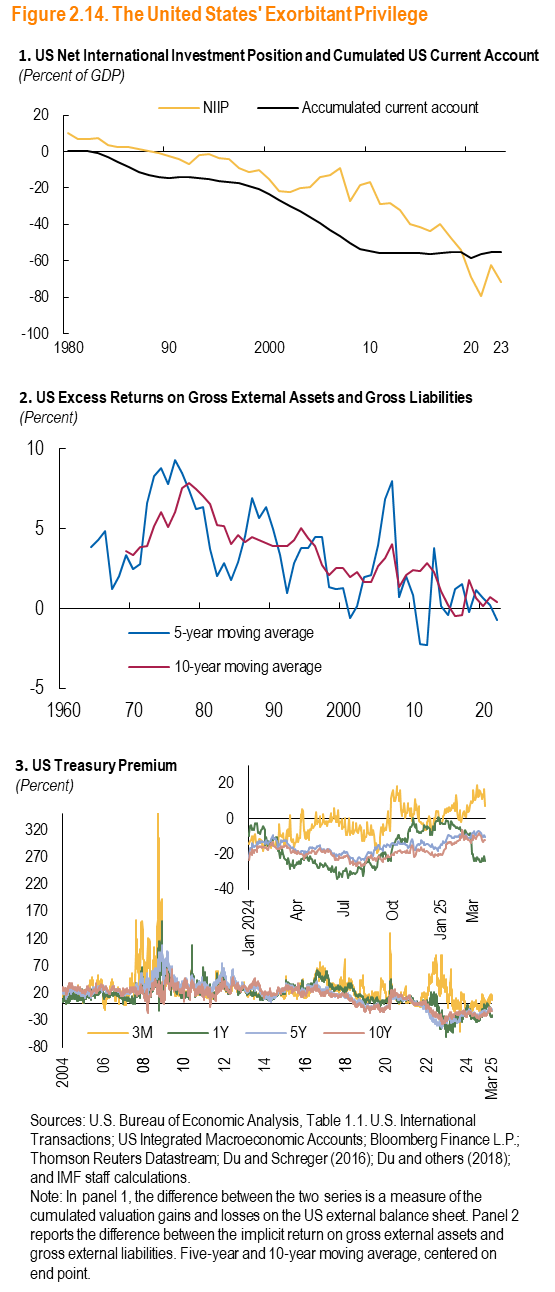 Figure 2.14. The United States' Exorbitant Privilege
1. US Net International Investment Position and Cumulated US Current Account
(Percent of GDP)
NIIP
Accumulated current account
20
0
-20
-40
-60
-80
-100
1980
90
2000
10
20
23
2. US Excess Returns on Gross External Assets and Gross Liabilities
(Percent)
10
5
0
-5
5-year moving average
10-year moving average
1960
70
80
90
2000
10
20
3. US Treasury Premium
(Percent)
20
0
-20
-40
Jan 2024
Apr
Jul
Oct
Jan 25
Mar
320
270
220
170
120
70
20
-30
-80
3M
1Y
5Y
10Y
2004
06
08
10
12
14
16
18
20
22
24
Mar 25
Sources: U.S. Bureau of Economic Analysis, Table 1.1. U.S. International
Transactions; US Integrated Macroeconomic Accounts; Bloomberg Finance L.P.;
Thomson Reuters Datastream; Du and Schreger (2016); Du and others (2018);
and IMF staff calculations.
Note: In panel 1, the difference between the two series is a measure of the
cumulated valuation gains and losses on the US external balance sheet. Panel 2
reports the difference between the implicit return on gross external assets and
gross external liabilities. Five-year and 10-year moving average, centered on
end point.